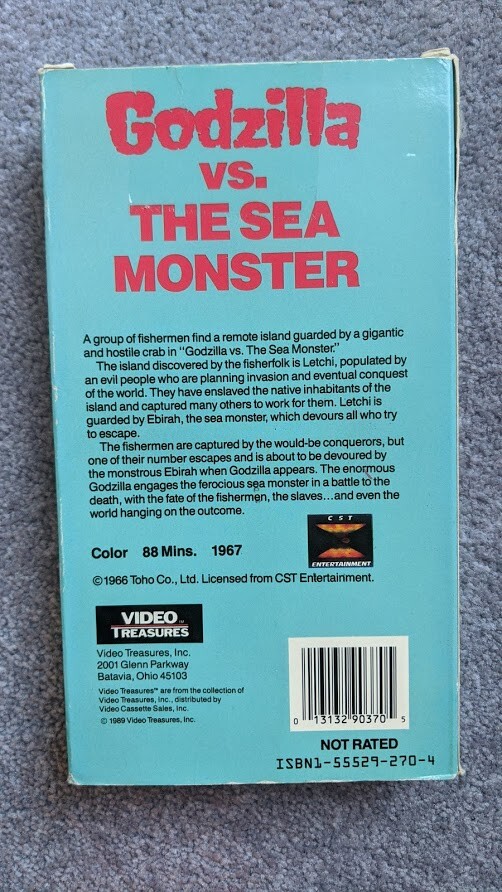 Godzilla
VS.
THE SEA
MONSTER
A group of fishermen find a remote island guarded by a gigantic
and hostile crab in "Godzilla vs. The Sea Monster."
The island discovered by the fisherfolk is Letchi, populated by
an evil people who are planning invasion and eventual conquest
of the world. They have enslaved the native inhabitants of the
island and captured many others to work for them. Letchi is
guarded by Ebirah, the sea monster, which devours all who try
to escape.
The fishermen are captured by the would-be conquerors, but
one of their number escapes and is about to be devoured by
the monstrous Ebirah when Godzilla appears. The enormous
Godzilla engages the ferocious sea monster in a battle to the
death, with the fate of the fishermen, the slaves...and even the
world hanging on the outcome.
CST
ENTERTAINMENT
Color 88 Mins. 1967
©1966 Toho Co., Ltd. Licensed from CST Entertainment.
VIDEO™
TREASURES
Video Treasures, Inc.
2001 Glenn Parkway
Batavia, Ohio 45103
Video Treasures™ are from the collection of
Video Treasures, Inc., distributed by
Video Cassette Sales, Inc.
© 1989 Video Treasures, Inc.
0 13132 90370 5
NOT RATED
ISBN1-55529-270-4